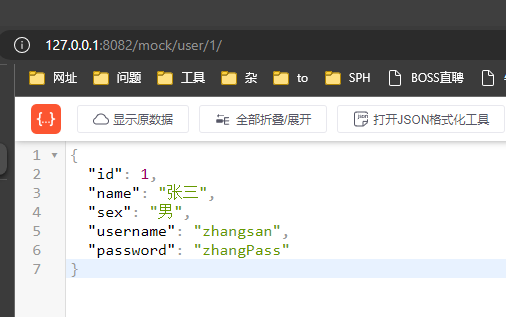 127.0.0.1:8082/mock/user/1/
网址 问题 工具 杂 to SPH BOSS直聘
{...} 显示原数据 全部折叠/展开 打开JSON格式化工具
1 {
2 "id": 1,
3 "name": "张三",
4 "sex": "男",
5 "username": "zhangsan",
6 "password": "zhangPass"
7 }